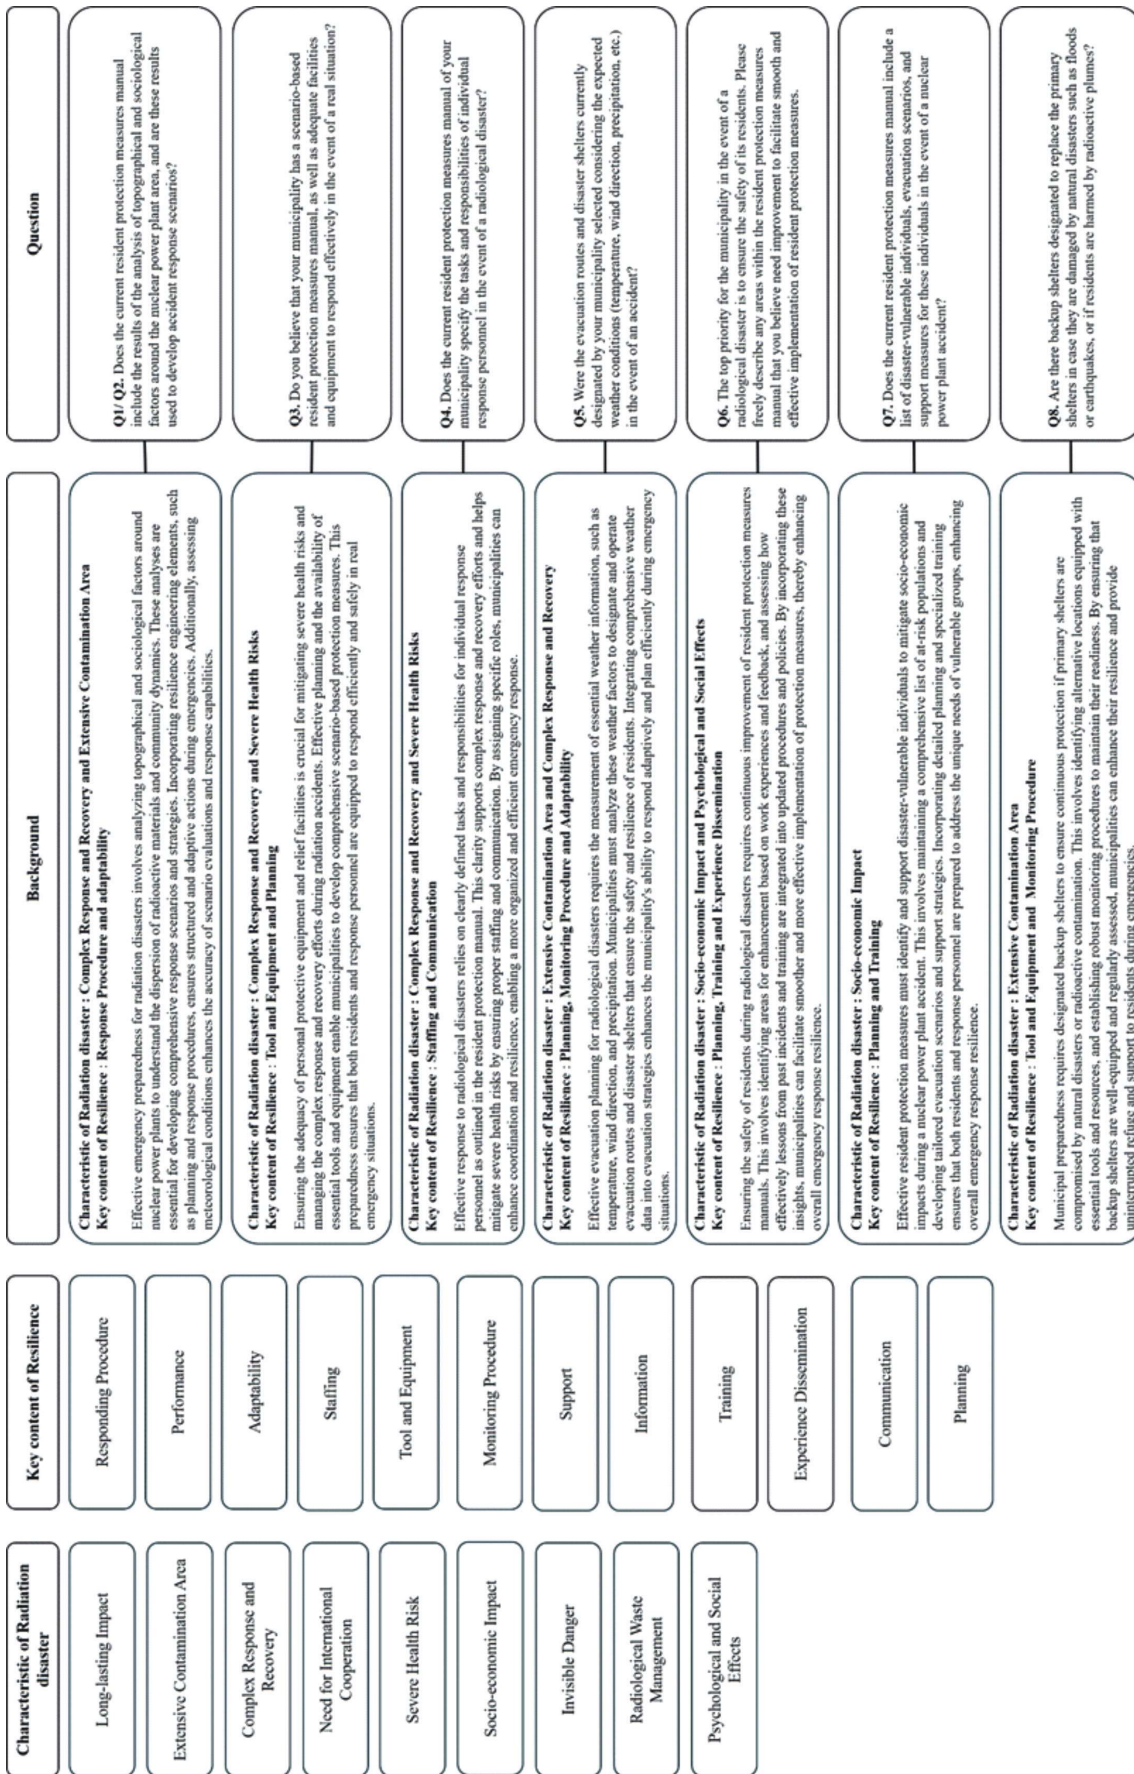 Characteristic of Radiation
disaster
Long-lasting Impact
Extensive Contamination Area
Complex Response and
Recovery
Need for International
Cooperation
Severe Health Risk
Socio-economic Impact
Invisible Danger
Radiological Waste
Management
Psychological and Social
Effects
Key content of Resilience
Responding Procedure
Performance
Adaptability
Staffing
Tool and Equipment
Monitoring Procedure
Support
Information
Training
Experience Dissemination
Communication
Planning
Background
Characteristic of Radiation disaster : Complex Response and Recovery and Extensive Contamination Area
Key content of Resilience : Response Procedure and adaptability
Effective emergency preparedness for radiation disasters involves analyzing topographical and sociological factors around
nuclear power plants to understand the dispersion of radioactive materials and community dynamics. These analyses are
essential for developing comprehensive response scenarios and strategies. Incorporating resilience engineering elements, such
as planning and response procedures, ensures structured and adaptive actions during emergencies. Additionally, assessing
meteorological conditions enhances the accuracy of scenario evaluations and response capabilities.
Characteristic of Radiation disaster : Complex Response and Recovery and Severe Health Risks
Key content of Resilience : Tool and Equipment and Planning
Ensuring the adequacy of personal protective equipment and relief facilities is crucial for mitigating severe health risks and
managing the complex response and recovery efforts during radiation accidents. Effective planning and the availability of
essential tools and equipment enable municipalities to develop comprehensive scenario-based protection measures. This
preparedness ensures that both residents and response personnel are equipped to respond efficiently and safely in real
emergency situations.
Characteristic of Radiation disaster : Complex Response and Recovery and Severe Health Risks
Key content of Resilience : Staffing and Communication
Effective response to radiological disasters relies on clearly defined tasks and responsibilities for individual response
personnel as outlined in the resident protection manual. This clarity supports complex response and recovery efforts and helps
mitigate severe health risks by ensuring proper staffing and communication. By assigning specific roles, municipalities can
enhance coordination and resilience, enabling a more organized and efficient emergency response.
Characteristic of Radiation disaster : Extensive Contamination Area and Complex Response and Recovery
Key content of Resilience : Planning, Monitoring Procedure and Adaptability
Effective evacuation planning for radiological disasters requires the measurement of essential weather information, such as
temperature, wind direction, and precipitation. Municipalities must analyze these weather factors to designate and operate
evacuation routes and disaster shelters that ensure the safety and resilience of residents. Integrating comprehensive weather
data into evacuation strategies enhances the municipality's ability to respond adaptively and plan efficiently during emergency
situations.
Characteristic of Radiation disaster : Socio-economic Impact and Psychological and Social Effects
Key content of Resilience : Planning, Training and Experience Dissemination
Ensuring the safety of residents during radiological disasters requires continuous improvement of resident protection measures
manuals. This involves identifying areas for enhancement based on work experiences and feedback, and assessing how
effectively lessons from past incidents and training are integrated into updated procedures and policies. By incorporating these
insights, municipalities can facilitate smoother and more effective implementation of protection measures, thereby enhancing
overall emergency response resilience.
Characteristic of Radiation disaster : Socio-economic Impact
Key content of Resilience : Planning and Training
Effective resident protection measures must identify and support disaster-vulnerable individuals to mitigate socio-economic
impacts during a nuclear power plant accident. This involves maintaining a comprehensive list of at-risk populations and
developing tailored evacuation scenarios and support strategies. Incorporating detailed planning and specialized training
ensures that both residents and response personnel are prepared to address the unique needs of vulnerable groups, enhancing
overall emergency response resilience.
Characteristic of Radiation disaster : Extensive Contamination Area
Key content of Resilience : Tool and Equipment and Monitoring Procedure
Municipal preparedness requires designated backup shelters to ensure continuous protection if primary shelters are
compromised by natural disasters or radioactive contamination. This involves identifying alternative locations equipped with
essential tools and resources, and establishing robust monitoring procedures to maintain their readiness. By ensuring that
backup shelters are well-equipped and regularly assessed, municipalities can enhance their resilience and provide
uninterrupted refuge and support to residents during emergencies.
Question
Q1/ Q2. Does the current resident protection measures manual
include the results of the analysis of topographical and sociological
factors around the nuclear power plant area, and are these results
used to develop accident response scenarios?
Q3. Do you believe that your municipality has a scenario-based
resident protection measures manual, as well as adequate facilities
and equipment to respond effectively in the event of a real situation?
Q4. Does the current resident protection measures manual of your
municipality specify the tasks and responsibilities of individual
response personnel in the event of a radiological disaster?
Q5. Were the evacuation routes and disaster shelters currently
designated by your municipality selected considering the expected
weather conditions (temperature, wind direction, precipitation, etc.)
in the event of an accident?
Q6. The top priority for the municipality in the event of a
radiological disaster is to ensure the safety of its residents. Please
freely describe any areas within the resident protection measures
manual that you believe need improvement to facilitate smooth and
effective implementation of resident protection measures.
Q7. Does the current resident protection measures manual include a
list of disaster-vulnerable individuals, evacuation scenarios, and
support measures for these individuals in the event of a nuclear
power plant accident?
Q8. Are there backup shelters designated to replace the primary
shelters in case they are damaged by natural disasters such as floods
or earthquakes, or if residents are harmed by radioactive plumes?